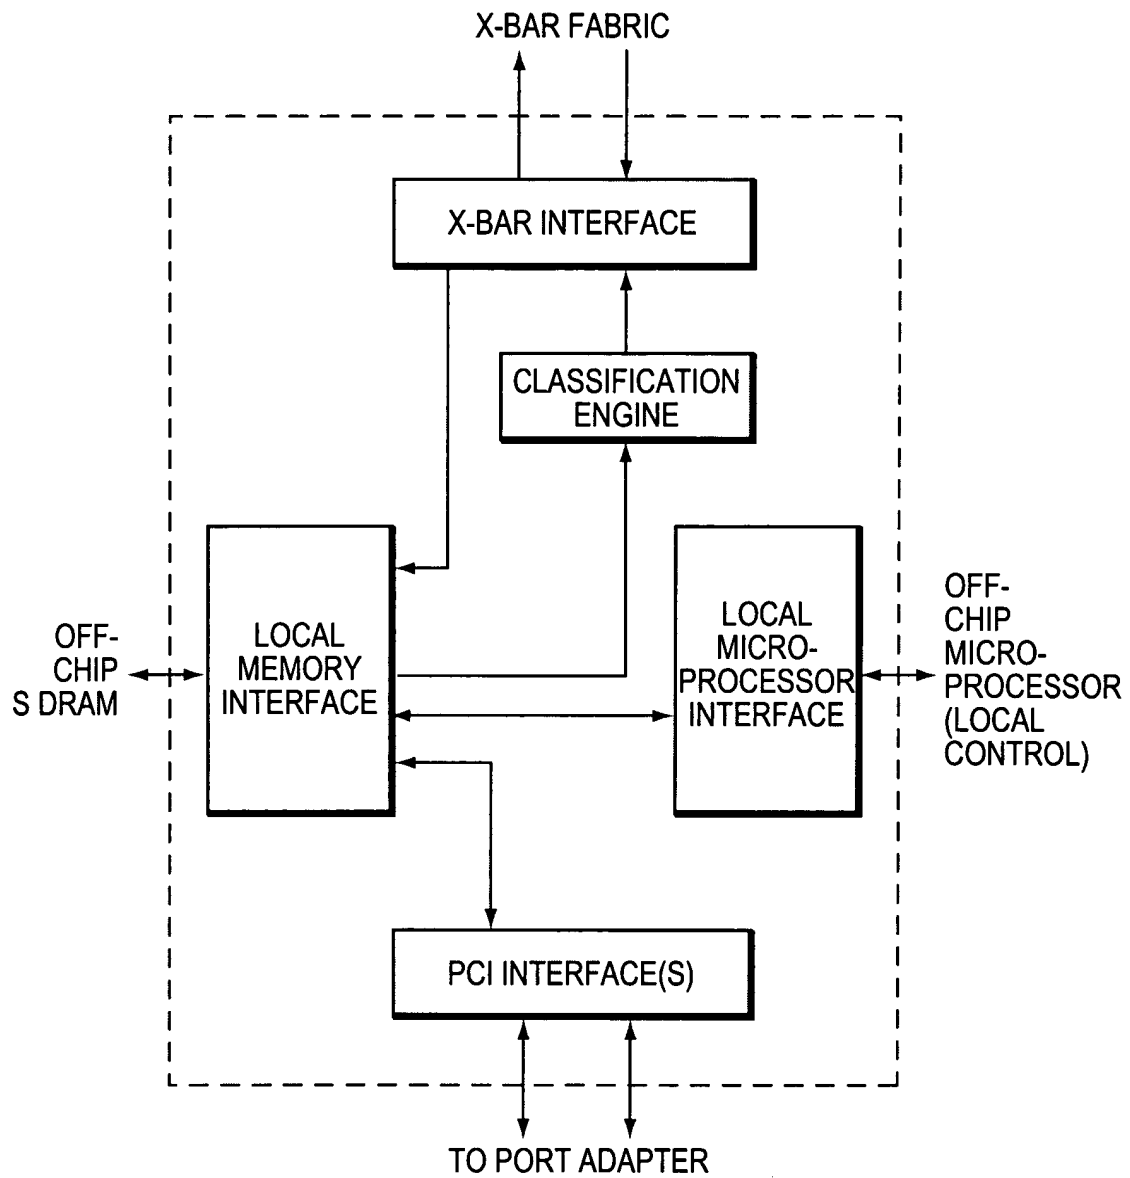 X-BAR FABRIC
X-BAR INTERFACE
CLASSIFICATION
ENGINE
OFF-
CHIP
S DRAM
LOCAL
MEMORY
INTERFACE
LOCAL
MICRO-
PROCESSOR
INTERFACE
OFF-
CHIP
MICRO-
PROCESSOR
(LOCAL
CONTROL)
PCI INTERFACE(S)
TO PORT ADAPTER